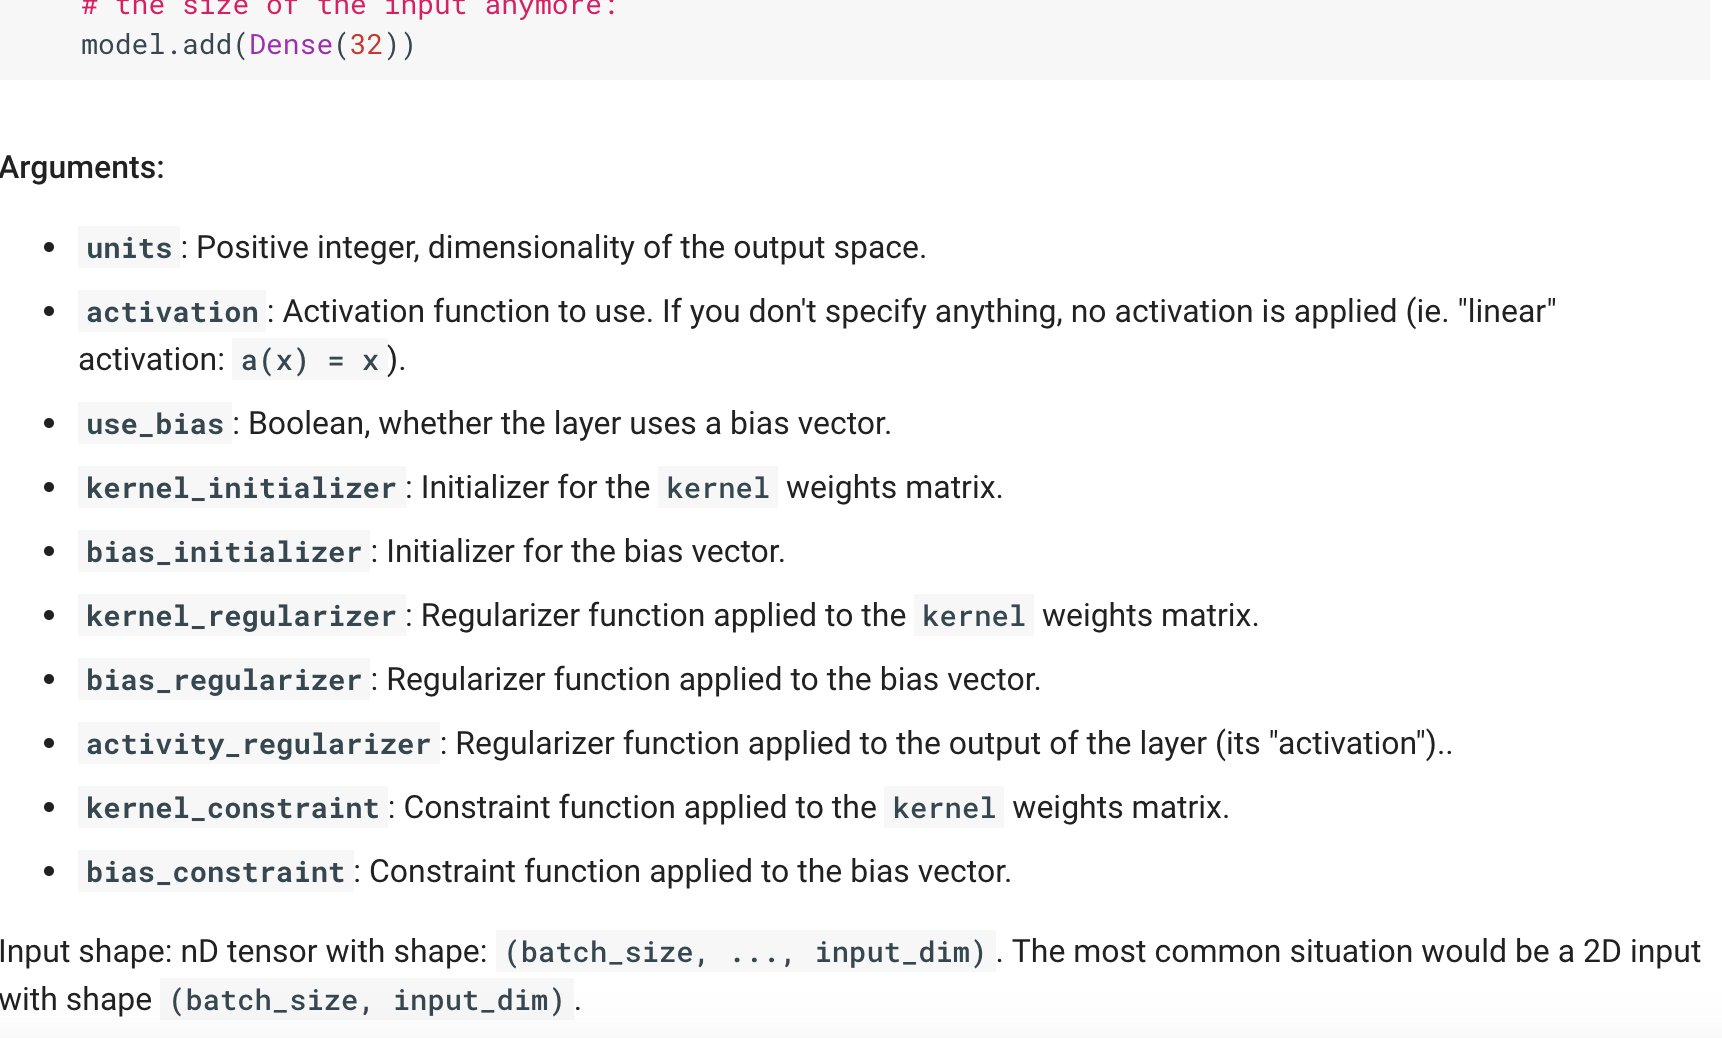 # the size of the input anymore:
model.add(Dense(32))
Arguments:
• units: Positive integer, dimensionality of the output space.
• activation: Activation function to use. If you don't specify anything, no activation is applied (ie. "linear"
activation: a(x) = x).
• use_bias: Boolean, whether the layer uses a bias vector.
• kernel_initializer: Initializer for the kernel weights matrix.
• bias_initializer: Initializer for the bias vector.
• kernel_regularizer: Regularizer function applied to the kernel weights matrix.
• bias_regularizer: Regularizer function applied to the bias vector.
• activity_regularizer: Regularizer function applied to the output of the layer (its "activation")..
• kernel_constraint: Constraint function applied to the kernel weights matrix.
• bias_constraint: Constraint function applied to the bias vector.
Input shape: nD tensor with shape: (batch_size, ..., input_dim). The most common situation would be a 2D input
with shape (batch_size, input_dim).